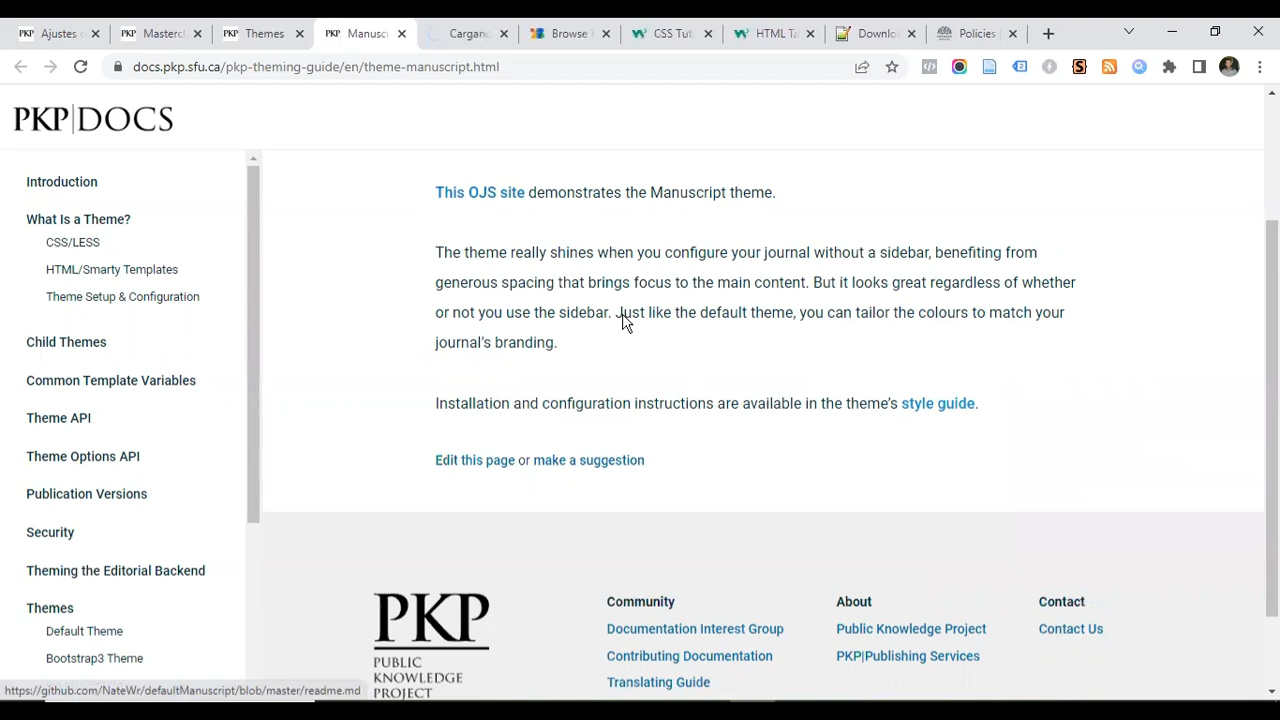 PKP Ajustes
PKP Mastercl
PKP Themes
PKP Manuscr
Cargan
Browse
CSS Tut
HTML Ta
Downlo
Policies
docs.pkp.sfu.ca/pkp-theming-guide/en/theme-manuscript.html
PKP|DOCS
Introduction
What Is a Theme?
CSS/LESS
HTML/Smarty Templates
Theme Setup & Configuration
Child Themes
Common Template Variables
Theme API
Theme Options API
Publication Versions
Security
Theming the Editorial Backend
Themes
Default Theme
Bootstrap3 Theme
This OJS site demonstrates the Manuscript theme.
The theme really shines when you configure your journal without a sidebar, benefiting from
generous spacing that brings focus to the main content. But it looks great regardless of whether
or not you use the sidebar. Just like the default theme, you can tailor the colours to match your
journal's branding.
Installation and configuration instructions are available in the theme's style guide.
Edit this page or make a suggestion
PKP
PUBLIC
KNOWLEDGE
PROJECT
Community
Documentation Interest Group
Contributing Documentation
Translating Guide
About
Public Knowledge Project
PKP|Publishing Services
Contact
Contact Us
https://github.com/NateWr/defaultManuscript/blob/master/readme.md